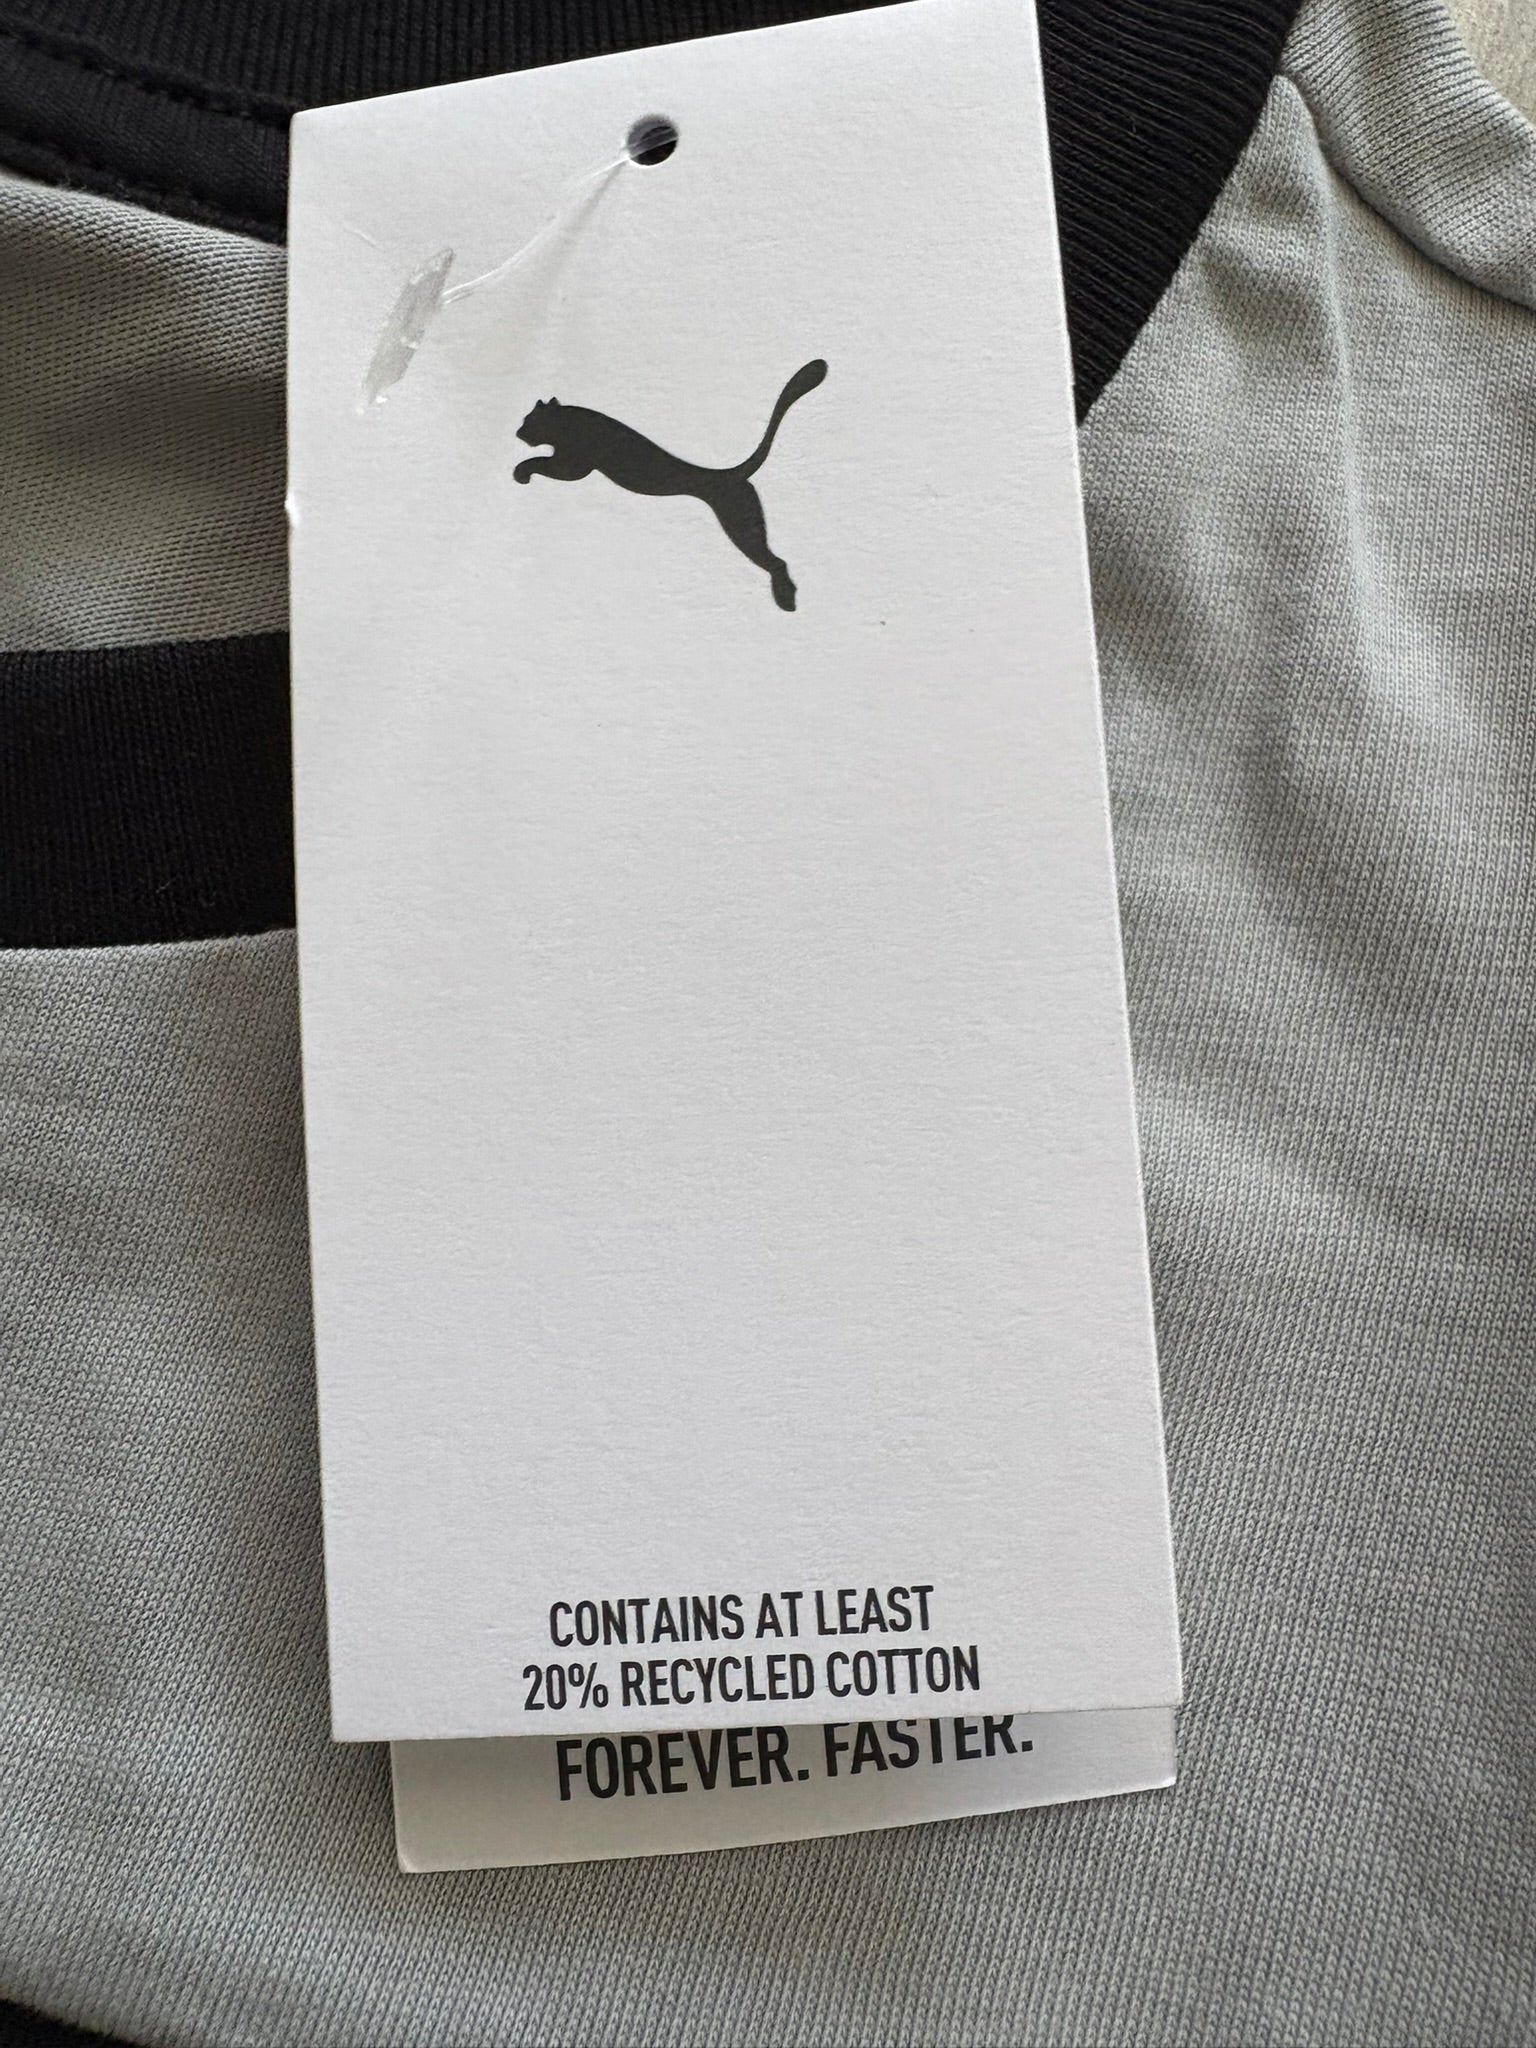 CONTAINS AT LEAST
20% RECYCLED COTTON
FOREVER. FASTER.